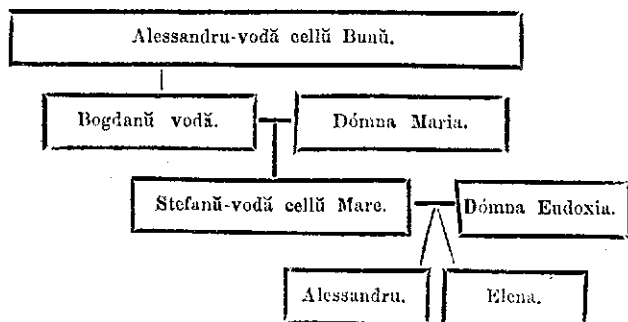 Alessandru-vodă cellŭ Bunŭ.
Bogdanŭ vodă.
Dómna Maria.
Stefanŭ-vodă cellŭ Mare.
Dómna Eudoxia.
Alessandru.
Elena.